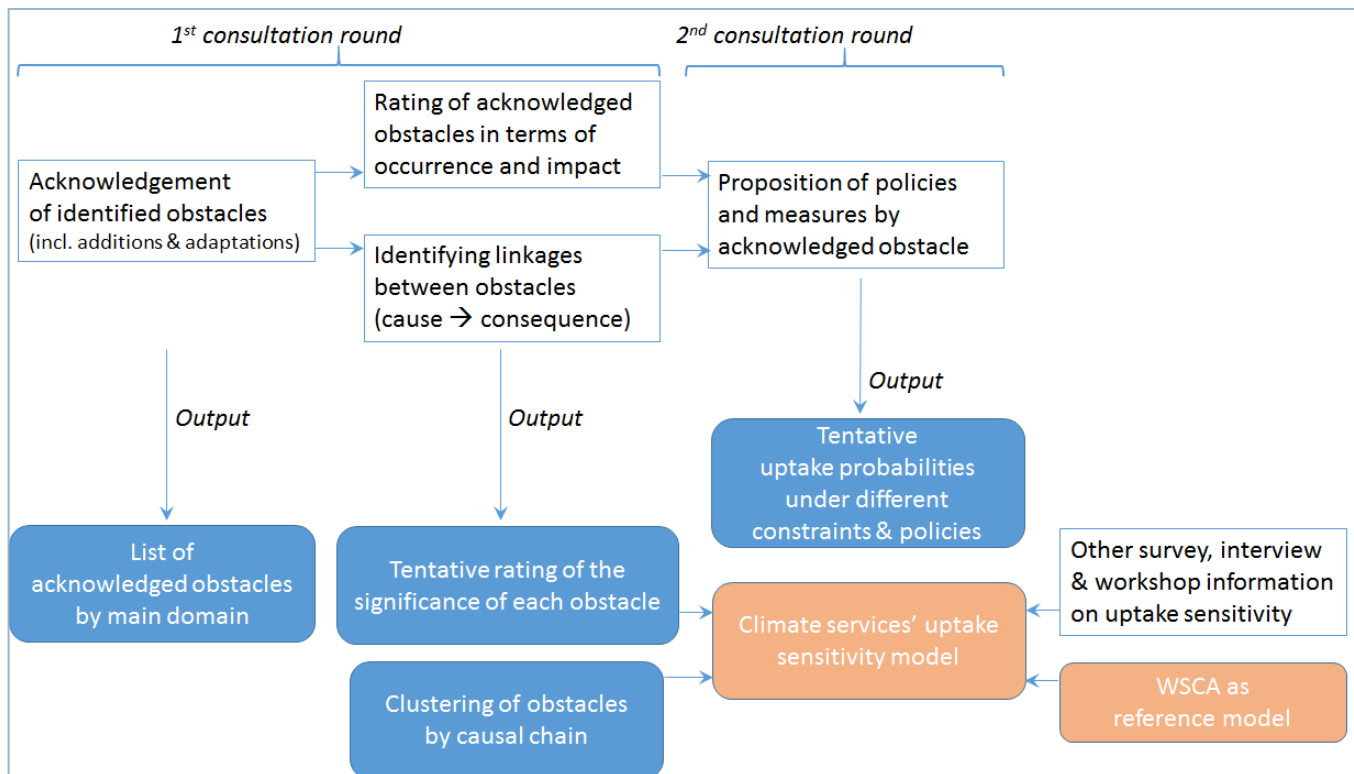 1st consultation round
2nd consultation round
Rating of acknowledged
obstacles in terms of
occurrence and impact
Acknowledgement
of identified obstacles
(incl. additions & adaptations)
Identifying linkages
between obstacles
(cause → consequence)
Proposition of policies
and measures by
acknowledged obstacle
Output
Output
Output
Tentative
uptake probabilities
under different
constraints & policies
List of
acknowledged obstacles
by main domain
Tentative rating of the
significance of each obstacle
Clustering of obstacles
by causal chain
Climate services’ uptake
sensitivity model
Other survey, interview
& workshop information
on uptake sensitivity
WSCA as
reference model